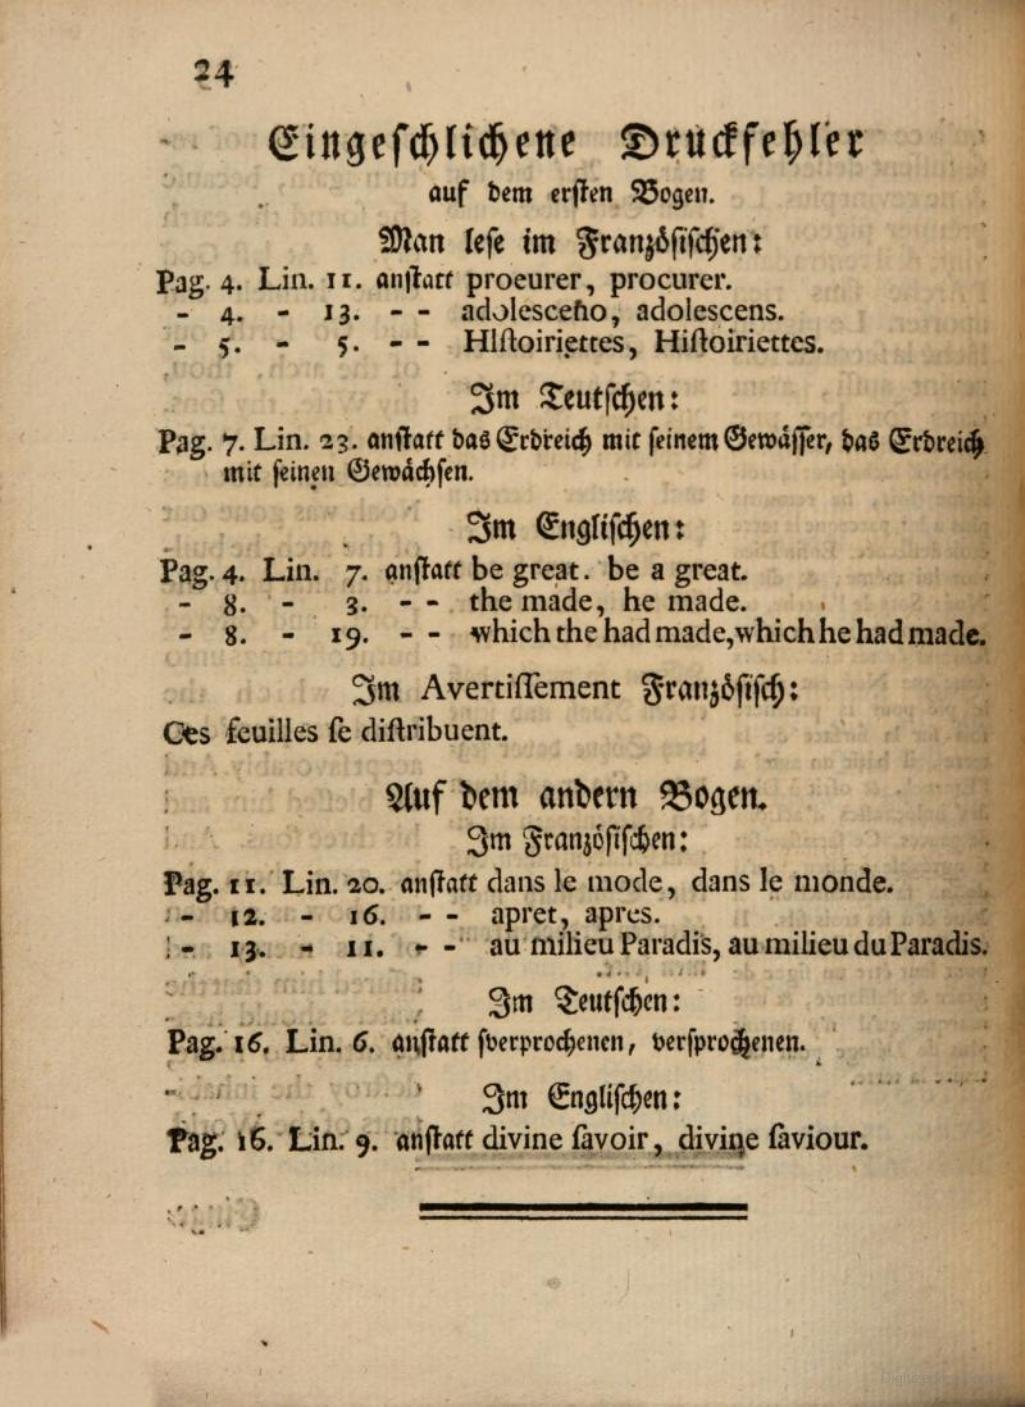 24
Eingeſchlichene Druckfehler
auf dem erſten Bogen.
Man leſe im Franzöſiſchen:
Pag. 4. Lin. 11. anſtatt proeurer, procurer.
- 4. - 13. - - adolesceño, adolescens.
- 5. - 5. - - Hlſtoiriettes, Hiſtoiriettes.
Im Teutſchen:
Pag. 7. Lin. 23. anſtatt das Erdreich mit ſeinem Gewäſſer, das Erdreich
mit ſeinen Gewächſen.
Im Engliſchen:
Pag. 4. Lin. 7. anſtatt be great. be a great.
- 8. - 3. - - the made, he made.
- 8. - 19. - - which the had made, which he had made.
Im Avertiſſement Franzöſiſch:
Ces feuilles ſe diſtribuent.
Auf dem andern Bogen.
Im Franzöſiſchen:
Pag. 11. Lin. 20. anſtatt dans le mode, dans le monde.
- 12. - 16. - - apret, apres.
- 13. - 11. - - au milieu Paradis, au milieu du Paradis.
Im Teutſchen:
Pag. 16. Lin. 6. anſtatt ſverprochenen, verſprochenen.
Im Engliſchen:
Pag. 16. Lin. 9. anſtatt divine ſavoir, divine ſaviour.